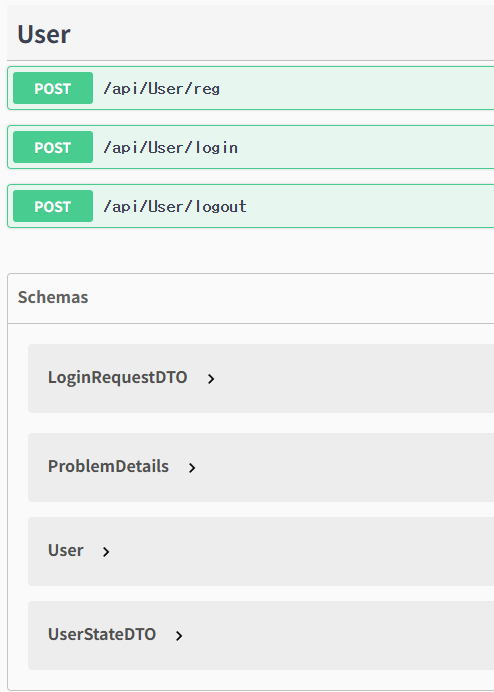 User
POST /api/User/reg
POST /api/User/login
POST /api/User/logout
Schemas
LoginRequestDTO
ProblemDetails
User
UserStateDTO